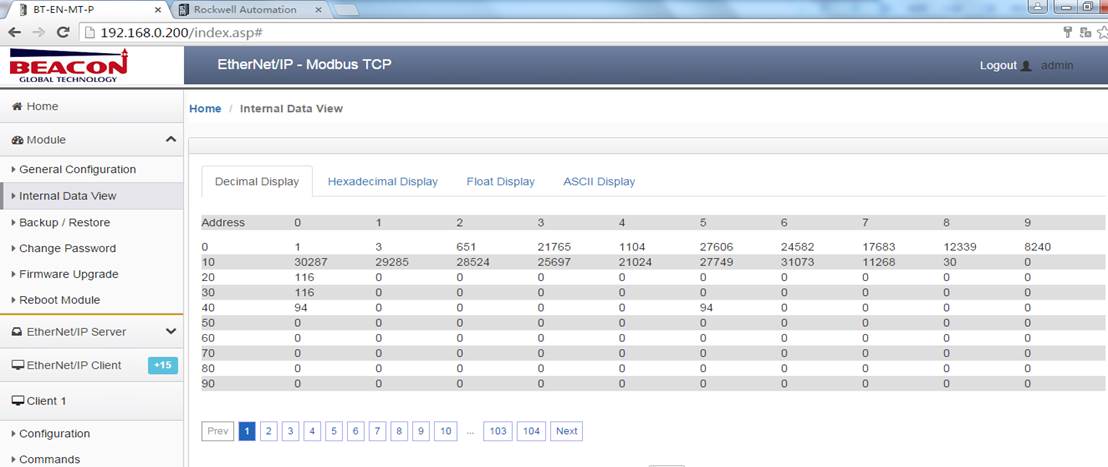 BT-EN-MT-P
Rockwell Automation
192.168.0.200/index.asp#
BEACON
GLOBAL TECHNOLOGY
EtherNet/IP - Modbus TCP
Logout admin
Home
Module
General Configuration
Internal Data View
Backup / Restore
Change Password
Firmware Upgrade
Reboot Module
EtherNet/IP Server
EtherNet/IP Client +15
Client 1
Configuration
Commands
Home / Internal Data View
Decimal Display Hexadecimal Display Float Display ASCII Display
Address 0 1 2 3 4 5 6 7 8 9
0 1 3 651 21765 1104 27606 24582 17683 12339 8240
10 30287 29285 28524 25697 21024 27749 31073 11268 30 0
20 116 0 0 0 0 0 0 0 0 0
30 116 0 0 0 0 0 0 0 0 0
40 94 0 0 0 0 94 0 0 0 0
50 0 0 0 0 0 0 0 0 0 0
60 0 0 0 0 0 0 0 0 0 0
70 0 0 0 0 0 0 0 0 0 0
80 0 0 0 0 0 0 0 0 0 0
90 0 0 0 0 0 0 0 0 0 0
Prev 1 2 3 4 5 6 7 8 9 10 ... 103 104 Next